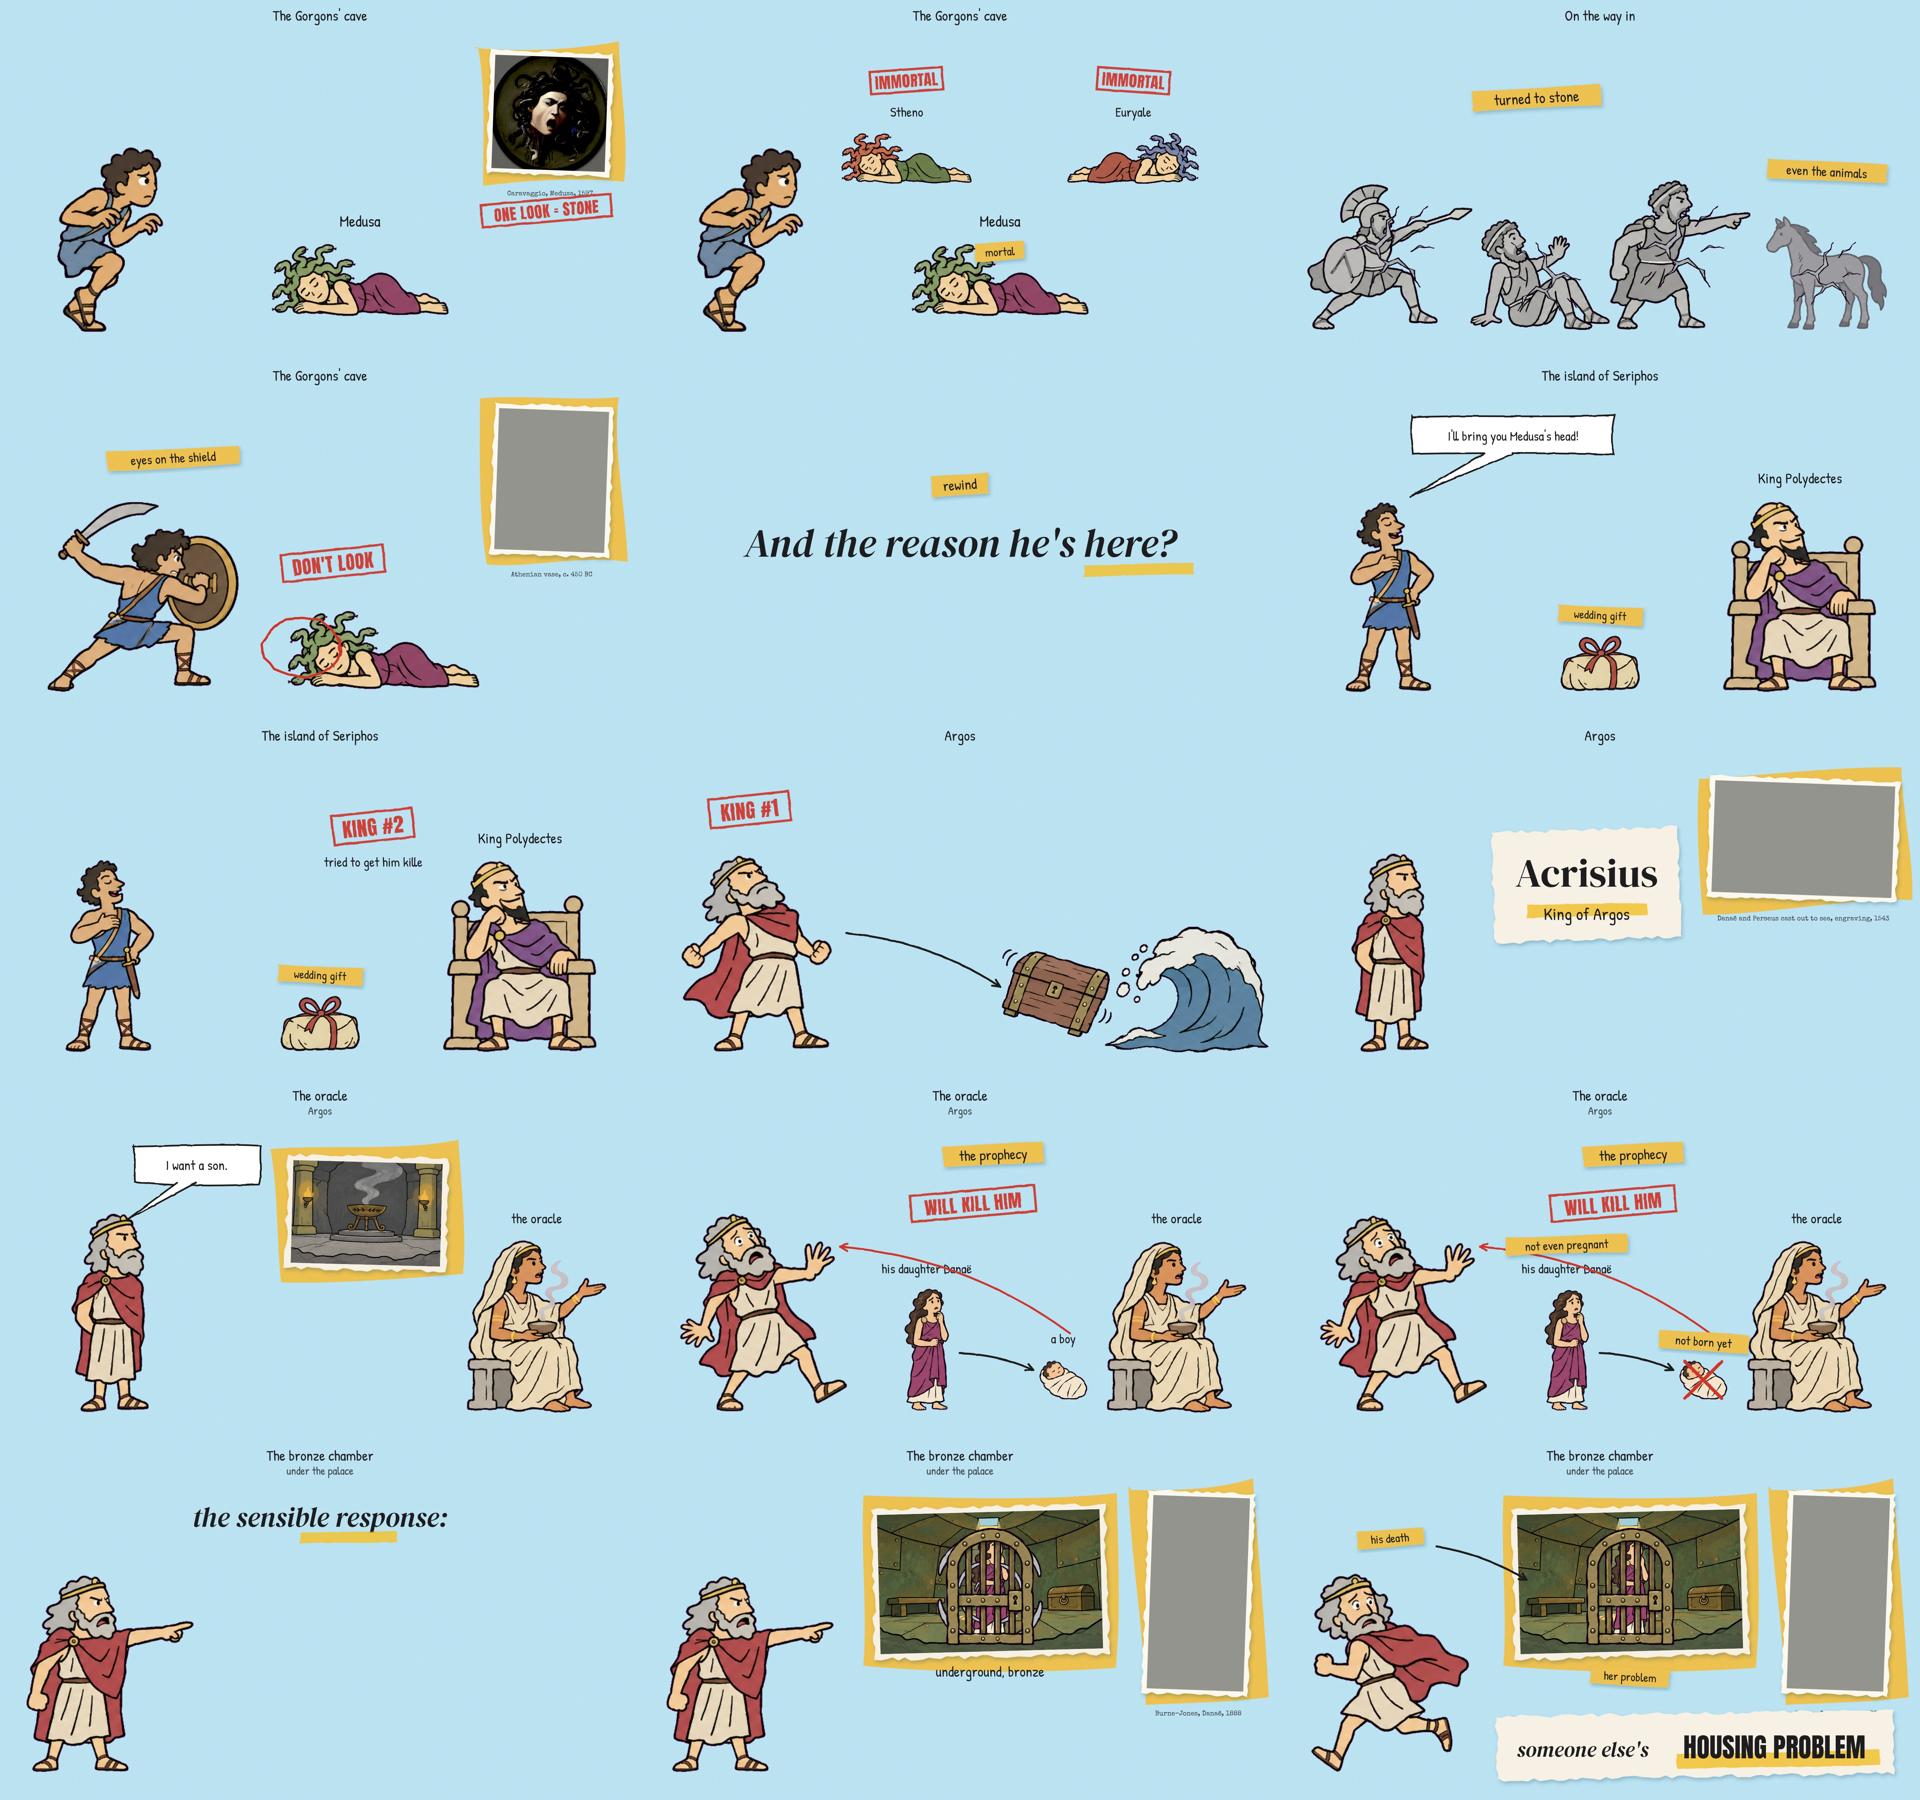 The Gorgons' cave
Caravaggio, Medusa, 1597
ONE LOOK = STONE
Medusa
The Gorgons' cave
IMMORTAL
IMMORTAL
Stheno
Euryale
Medusa
mortal
On the way in
turned to stone
even the animals
The Gorgons' cave
eyes on the shield
DON'T LOOK
Athenian vase, c. 450 BC
rewind
And the reason he's here?
The island of Seriphos
I'll bring you Medusa's head!
King Polydectes
wedding gift
The island of Seriphos
KING #2
tried to get him kille
King Polydectes
wedding gift
Argos
KING #1
Argos
Acrisius
King of Argos
Danaë and Perseus cast out to sea, engraving, 1543
The oracle
Argos
I want a son.
the oracle
The oracle
Argos
the prophecy
WILL KILL HIM
the oracle
his daughter Danaë
a boy
The oracle
Argos
the prophecy
WILL KILL HIM
the oracle
not even pregnant
his daughter Danaë
not born yet
The bronze chamber
under the palace
the sensible response:
The bronze chamber
under the palace
underground, bronze
Burne-Jones, Danaë, 1888
The bronze chamber
under the palace
his death
her problem
someone else's HOUSING PROBLEM